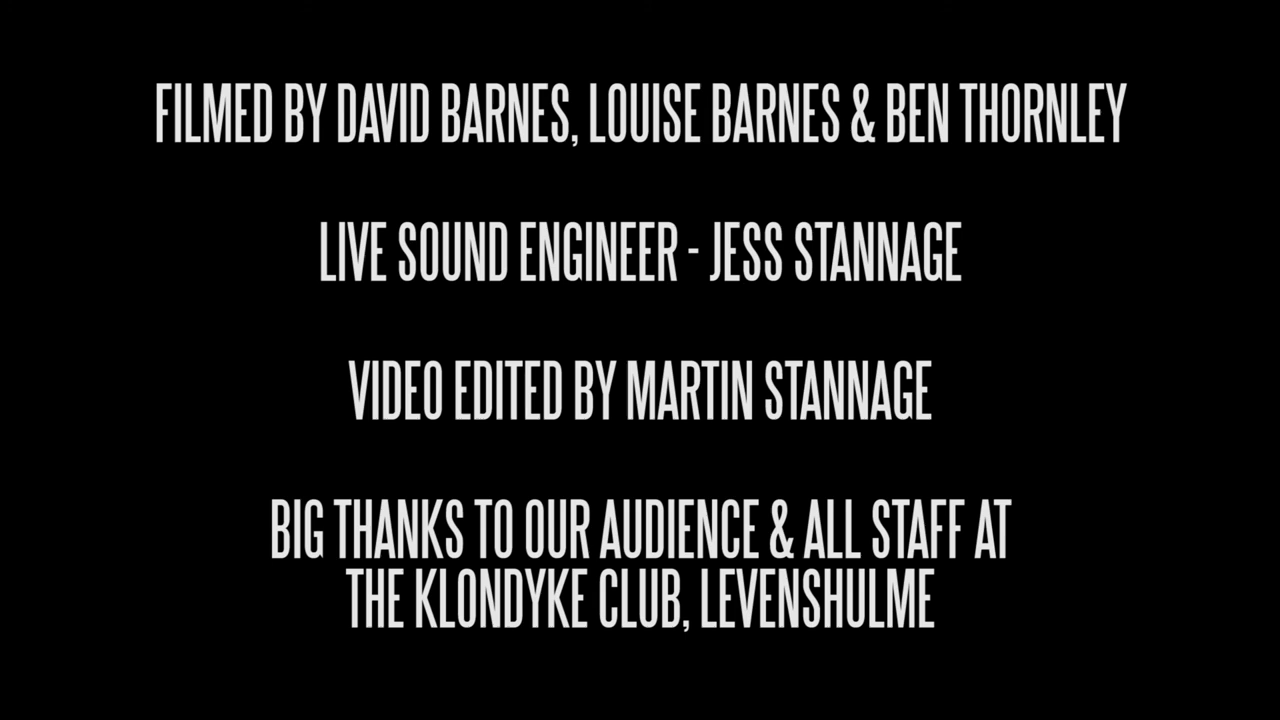 FILMED BY DAVID BARNES, LOUISE BARNES & BEN THORNLEY
LIVE SOUND ENGINEER - JESS STANNAGE
VIDEO EDITED BY MARTIN STANNAGE
BIG THANKS TO OUR AUDIENCE & ALL STAFF AT
THE KLONDYKE CLUB, LEVENSHULME